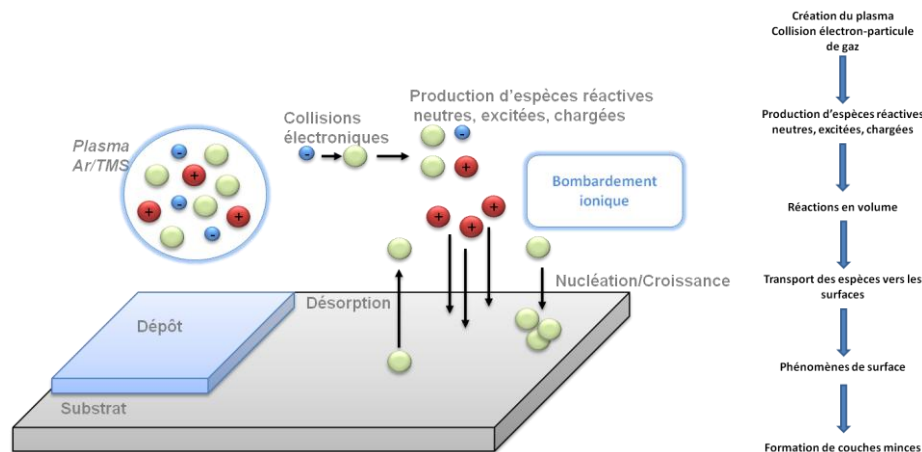 Plasma
Ar/TMS
Collisions
électroniques
Production d'espèces réactives
neutres, excitées, chargées
Bombardement
ionique
Désorption
Nucléation/Croissance
Dépôt
Substrat
Création du plasma
Collision électron-particule
de gaz
Production d'espèces réactives
neutres, excitées, chargées
Réactions en volume
Transport des espèces vers les
surfaces
Phénomènes de surface
Formation de couches minces